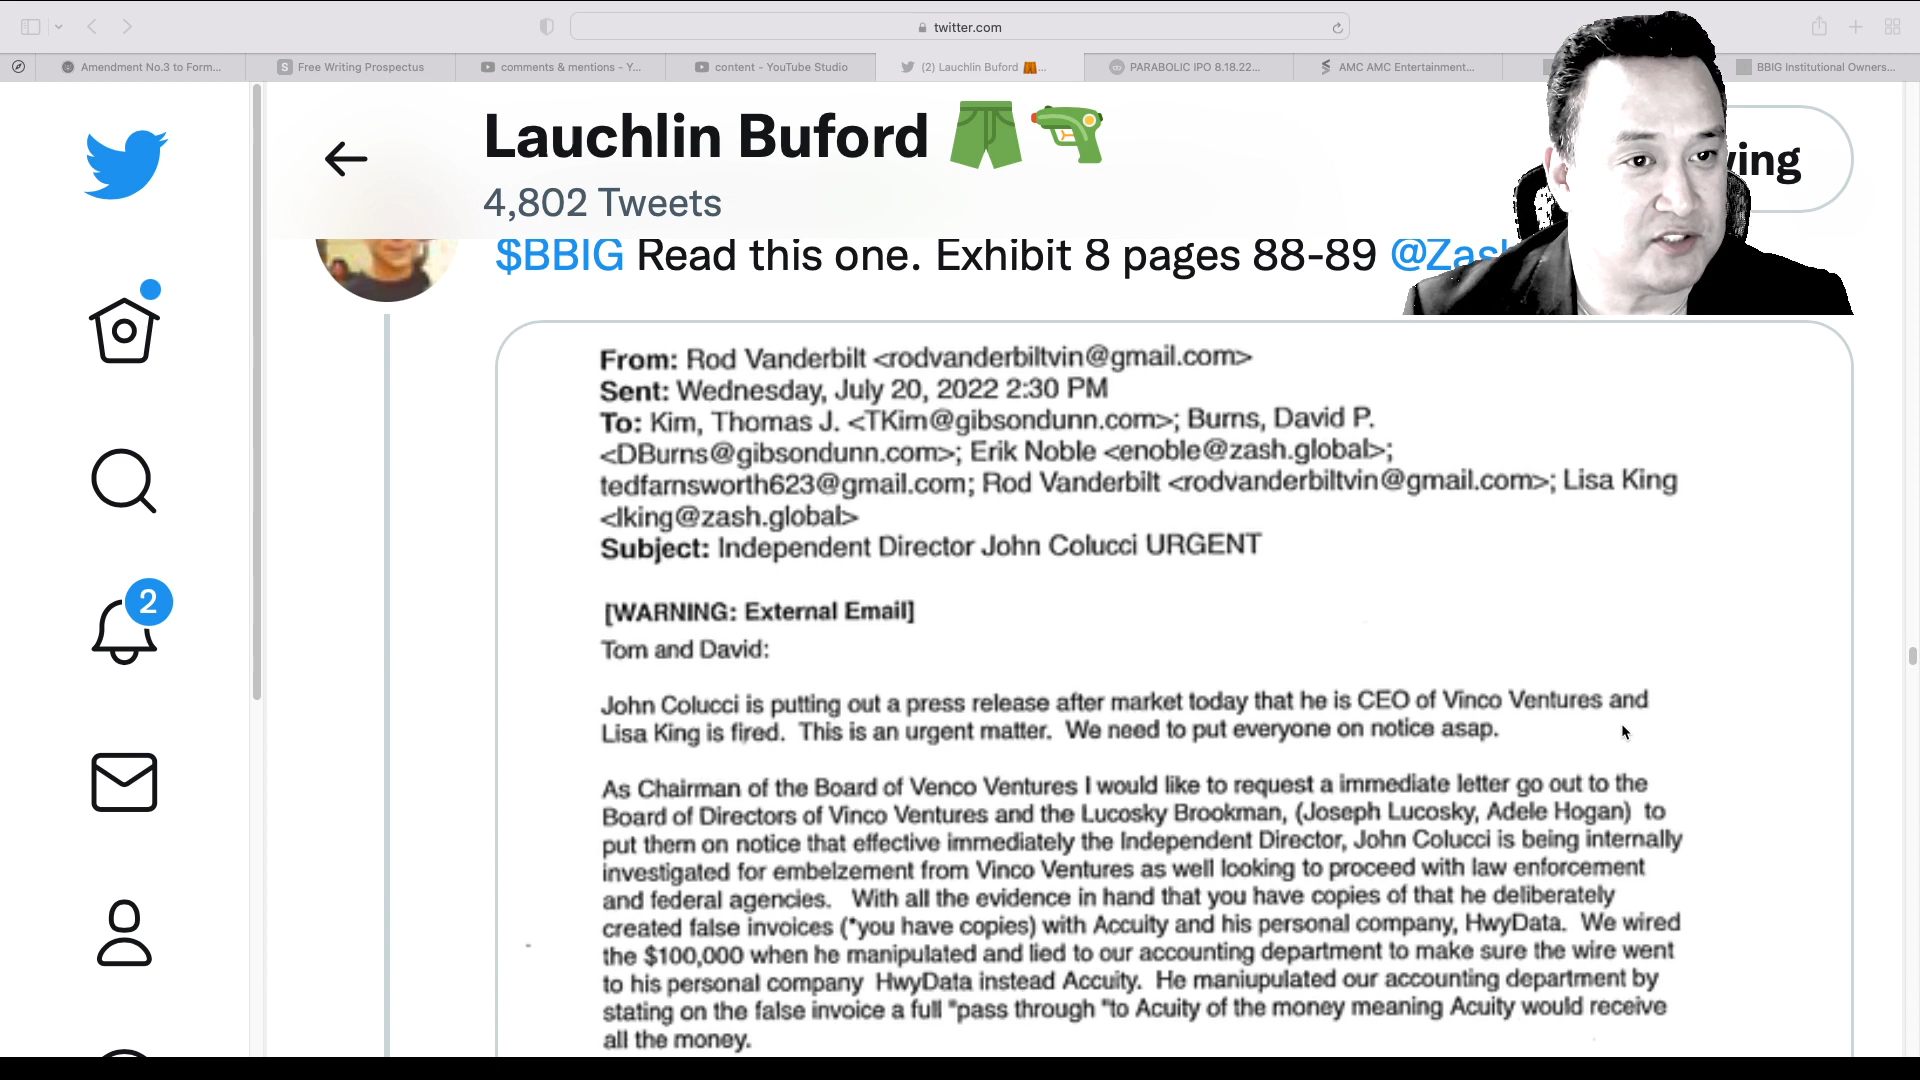 twitter.com
Amendment No.3 to Form...
S Free Writing Prospectus
comments & mentions - Y...
content - YouTube Studio
(2) Lauchlin Buford
PARABOLIC IPO 8.18.22...
AMC AMC Entertainment...
BBIG Institutional Owners...
Lauchlin Buford
ving
4,802 Tweets
$BBIG Read this one. Exhibit 8 pages 88-89 @Zas
From: Rod Vanderbilt <rodvanderbiltvin@gmail.com>
Sent: Wednesday, July 20, 2022 2:30 PM
To: Kim, Thomas J. <TKim@gibsondunn.com>; Burns, David P.
<DBurns@gibsondunn.com>; Erik Noble <enoble@zash.global>;
tedfarnsworth623@gmail.com; Rod Vanderbilt <rodvanderbiltvin@gmail.com>; Lisa King
<lking@zash.global>
Subject: Independent Director John Colucci URGENT
[WARNING: External Email]
2
Tom and David:
John Colucci is putting out a press release after market today that he is CEO of Vinco Ventures and
Lisa King is fired. This is an urgent matter. We need to put everyone on notice asap.
As Chairman of the Board of Venco Ventures I would like to request a immediate letter go out to the
Board of Directors of Vinco Ventures and the Lucosky Brookman, (Joseph Lucosky, Adele Hogan) to
put them on notice that effective immediately the Independent Director, John Colucci is being internally
investigated for embelzement from Vinco Ventures as well looking to proceed with law enforcement
and federal agencies. With all the evidence in hand that you have copies of that he deliberately
created false invoices (*you have copies) with Accuity and his personal company, HwyData. We wired
the $100,000 when he manipulated and lied to our accounting department to make sure the wire went
to his personal company HwyData instead Accuity. He maniupulated our accounting department by
stating on the false invoice a full "pass through "to Acuity of the money meaning Acuity would receive
all the money.